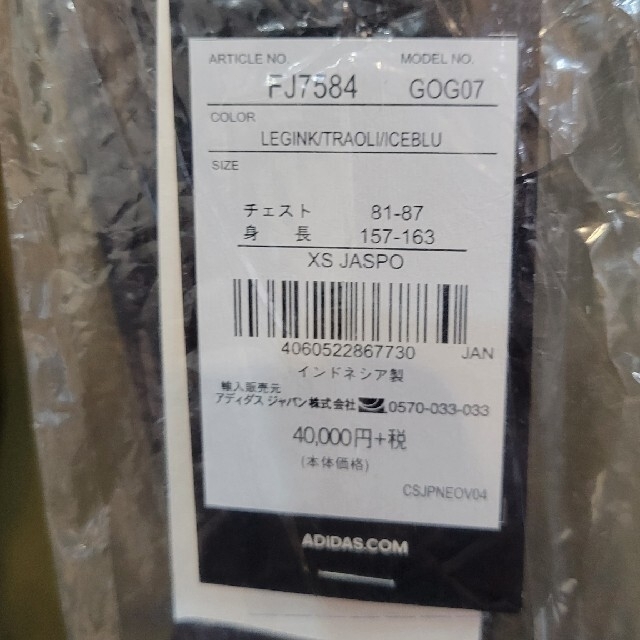 ARTICLE NO. MODEL NO.
FJ7584 GOG07
COLOR
LEGINK/TRAOLI/ICEBLU
SIZE
チェスト 81-87
身長 157-163
XS JASPO
4060522867730 JAN
インドネシア製
輸入販売元
アディダス ジャパン株式会社 0570-033-033
40,000円+税
(本体価格)
CSJPNEOV04
ADIDAS.COM